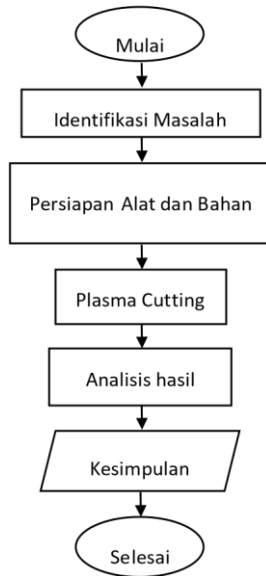 Mulai
Identifikasi Masalah
Persiapan Alat dan Bahan
Plasma Cutting
Analisis hasil
Kesimpulan
Selesai